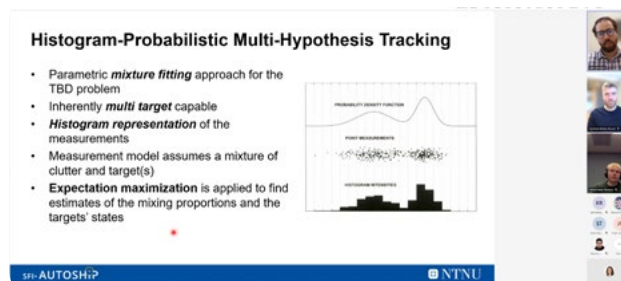 Histogram-Probabilistic Multi-Hypothesis Tracking
• Parametric mixture fitting approach for the
TBD problem
• Inherently multi target capable
• Histogram representation of the
measurements
• Measurement model assumes a mixture of
clutter and target(s)
• Expectation maximization is applied to find
estimates of the mixing proportions and the
targets' states
PROBABILITY DENSITY FUNCTION
POINT MEASUREMENTS
HISTOGRAM INTENSITIES
SFI-AUTOSHIP
NTNU